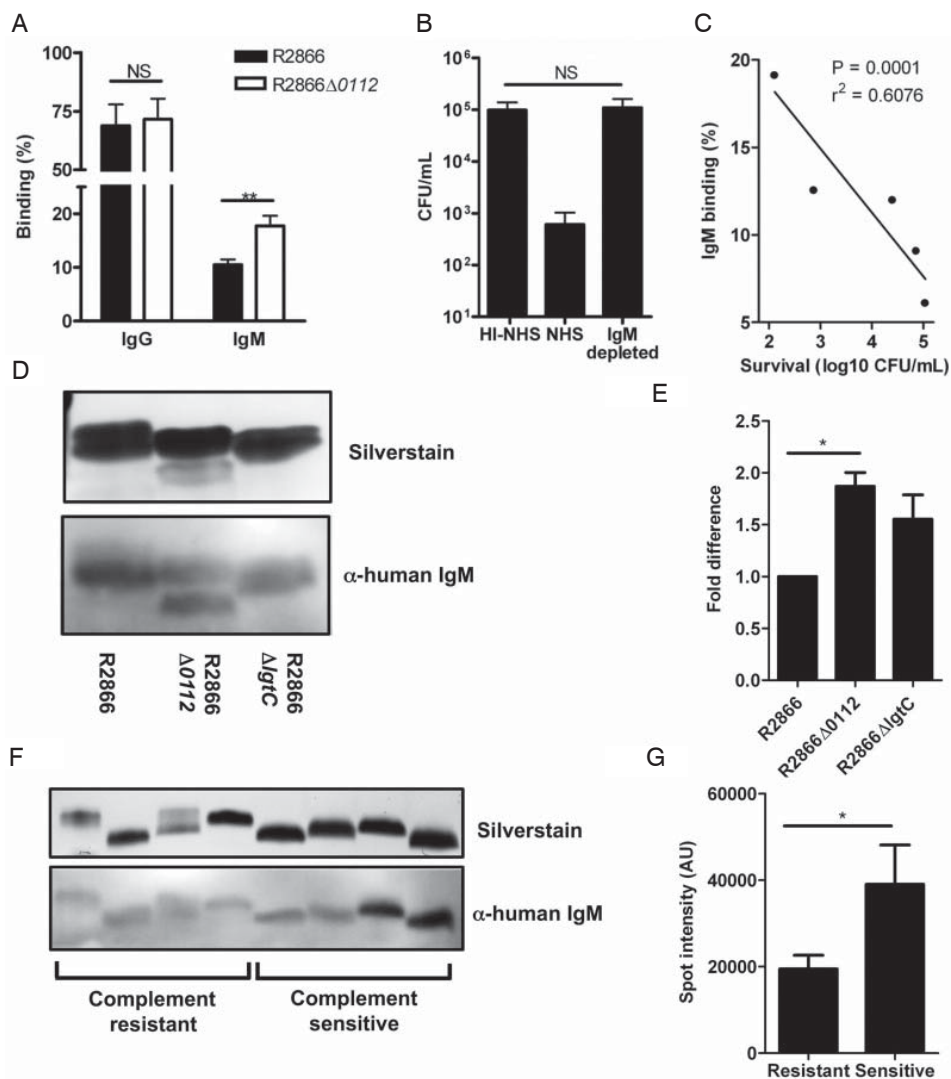 A
100
75
50
20
10
0
Binding (%)
NS
**
IgG
IgM
R2866
R2866Δ0112
B
10⁶
10⁵
10⁴
10³
10²
10¹
CFU/mL
NS
HI-NHS
NHS
IgM depleted
C
20
15
10
5
IgM binding (%)
P = 0.0001
r² = 0.6076
2
3
4
5
Survival (log10 CFU/mL)
D
Silverstain
α-human IgM
R2866
R2866 Δ0112
R2866 ΔlgtC
E
2.5
2.0
1.5
1.0
0.5
0.0
Fold difference
*
R2866
R2866Δ0112
R2866ΔlgtC
F
Silverstain
α-human IgM
Complement
resistant
Complement
sensitive
G
60000
40000
20000
0
Spot intensity (AU)
*
Resistant
Sensitive